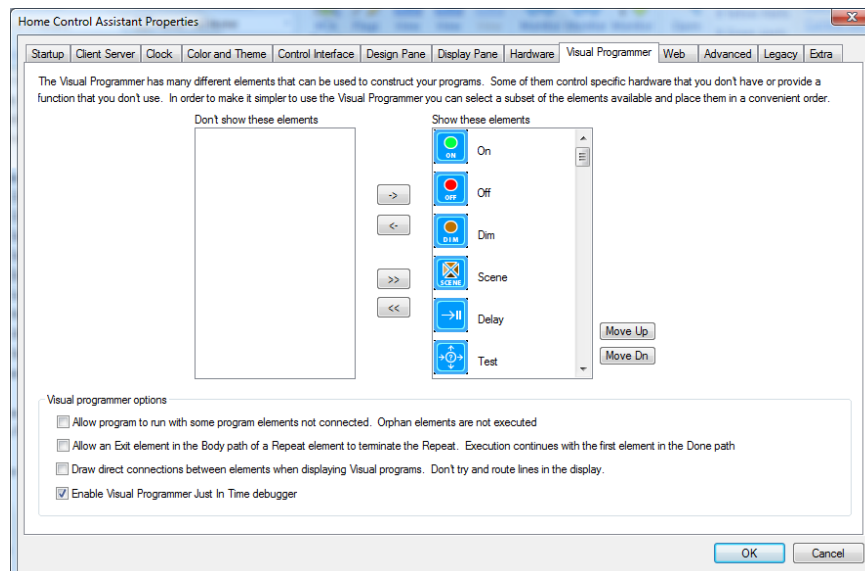 Home Control Assistant Properties
Startup Client Server Clock Color and Theme Control Interface Design Pane Display Pane Hardware Visual Programmer Web Advanced Legacy Extra
The Visual Programmer has many different elements that can be used to construct your programs. Some of them control specific hardware that you don't have or provide a
function that you don't use. In order to make it simpler to use the Visual Programmer you can select a subset of the elements available and place them in a convenient order.
Don't show these elements Show these elements
ON On
OFF Off
->
<-
DIM Dim
SCENE Scene
>>
<<
Delay
Move Up
? Test
Move Dn
Visual programmer options
Allow program to run with some program elements not connected. Orphan elements are not executed
Allow an Exit element in the Body path of a Repeat element to terminate the Repeat. Execution continues with the first element in the Done path
Draw direct connections between elements when displaying Visual programs. Don't try and route lines in the display.
Enable Visual Programmer Just In Time debugger
OK Cancel